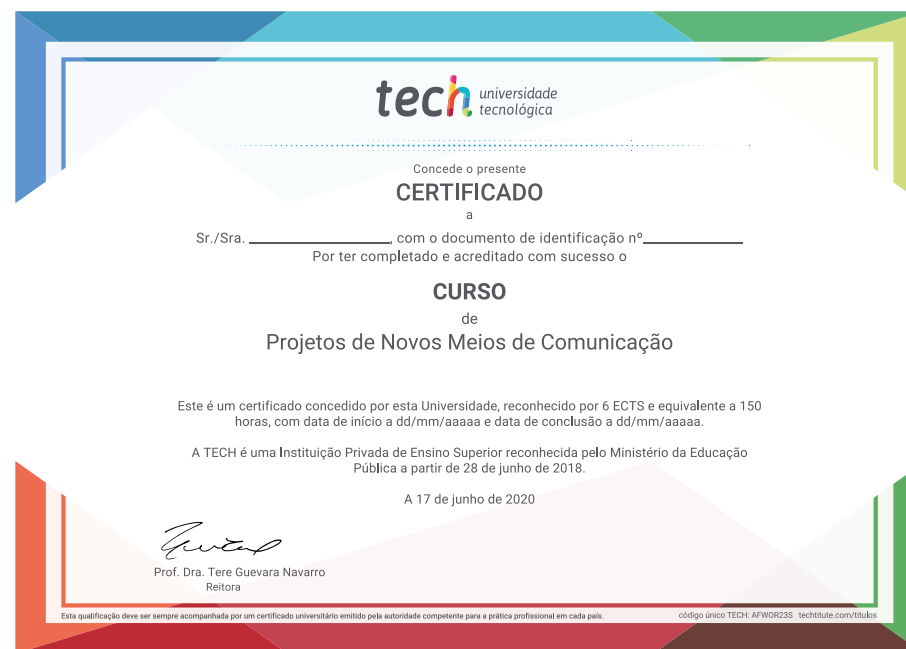 tech universidade
tecnológica
Concede o presente
CERTIFICADO
a
Sr./Sra. ______________, com o documento de identificação nº__________
Por ter completado e acreditado com sucesso o
CURSO
de
Projetos de Novos Meios de Comunicação
Este é um certificado concedido por esta Universidade, reconhecido por 6 ECTS e equivalente a 150
horas, com data de início a dd/mm/aaaaa e data de conclusão a dd/mm/aaaaa.
A TECH é uma Instituição Privada de Ensino Superior reconhecida pelo Ministério da Educação
Pública a partir de 28 de junho de 2018.
A 17 de junho de 2020
Prof. Dra. Tere Guevara Navarro
Reitora
Esta qualificação deve ser sempre acompanhada por um certificado universitário emitido pela autoridade competente para a prática profissional em cada país. código único TECH: AFWOR23S techtitute.com/titulos